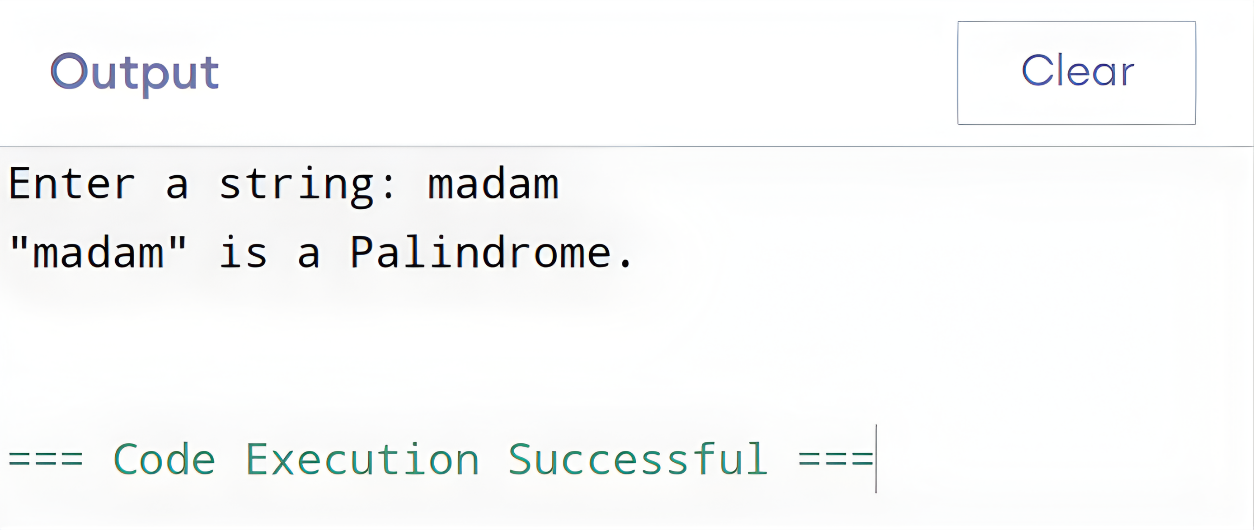 Output
Clear
Enter a string: madam
"madam" is a Palindrome.
=== Code Execution Successful ===